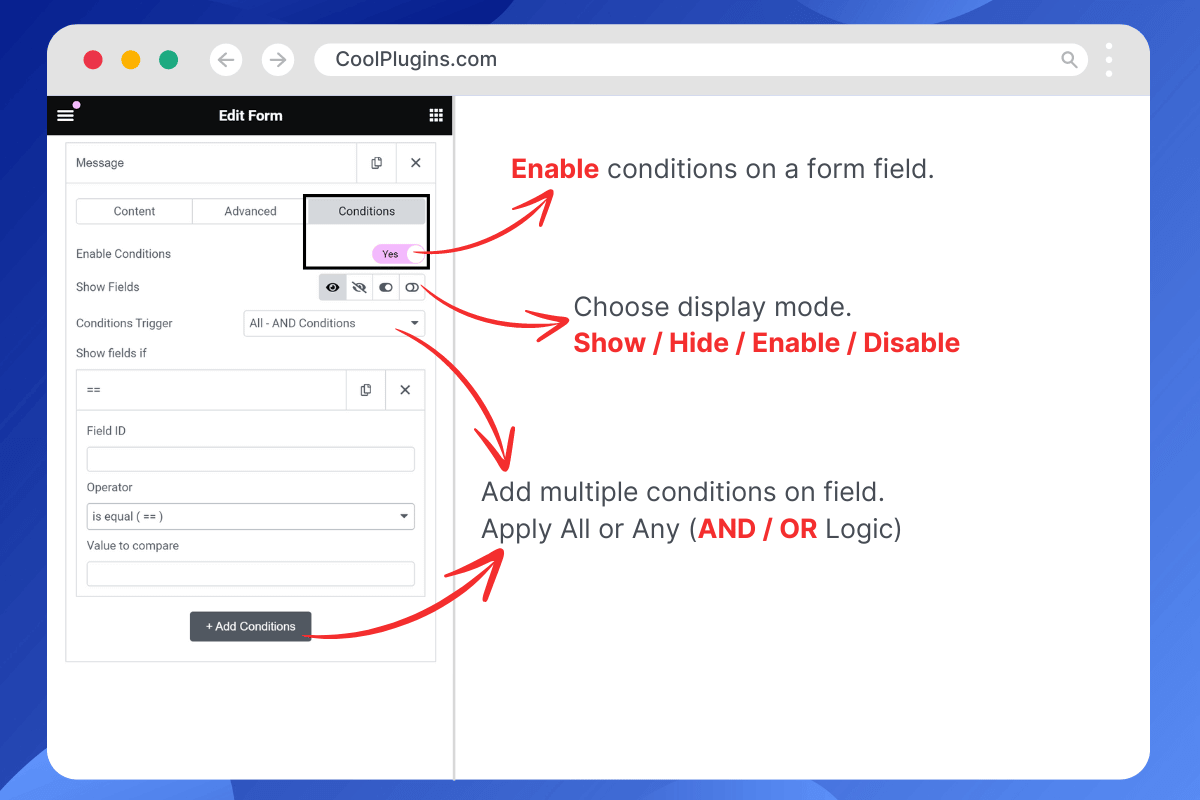 CoolPlugins.com
Edit Form
Message
Content
Advanced
Conditions
Enable Conditions
Yes
Show Fields
Conditions Trigger
All - AND Conditions
Show fields if
==
Field ID
Operator
is equal ( == )
Value to compare
+ Add Conditions
Enable conditions on a form field.
Choose display mode.
Show / Hide / Enable / Disable
Add multiple conditions on field.
Apply All or Any (AND / OR Logic)